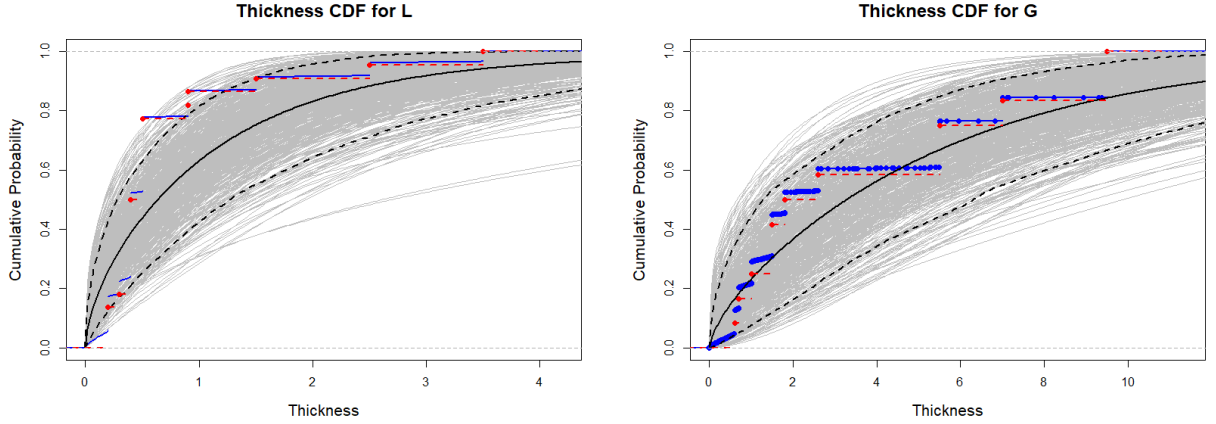 Thickness CDF for L
Cumulative Probability
1.0
0.8
0.6
0.4
0.2
0.0
0 1 2 3 4
Thickness
Thickness CDF for G
Cumulative Probability
1.0
0.8
0.6
0.4
0.2
0.0
0 2 4 6 8 10
Thickness